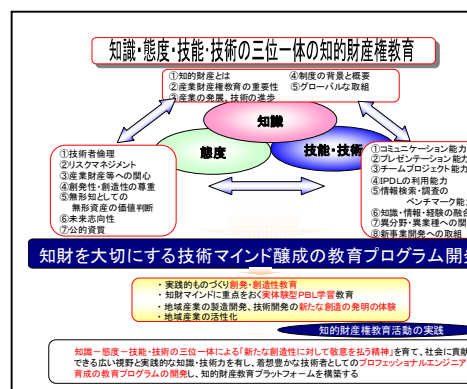 知識・態度・技能・技術の三位一体の知的財産権教育
①知的財産とは
②産業財産権教育の重要性
③産業の発展、技術の進歩
④制度の背景と概要
⑤グローバルな取組
知識
態度
技能・技術
①技術者倫理
②リスクマネジメント
③産業財産等への関心
④創発性・創造性の尊重
⑤無形知としての
無形資産の価値判断
⑥未来志向性
⑦公的資質
①コミュニケーション能力
②プレゼンテーション能力
③チームプロジェクト能力
④IPDLの利用能力
⑤情報検索・調査の
ベンチマーク能
⑥知識・情報・経験の融合
⑦異分野・異業種への関
⑧新事業開発への取組
知財を大切にする技術マインド醸成の教育プログラム開発
・実践的ものづくり創発・創造性教育
・知財マインドに重点をおく実体験型PBL学習教育
・地域産業の製造開発、技術開発の新たな創造の発明の体験
・地域産業の活性化
知的財産権教育活動の実践
知識－態度－技能・技術の三位一体による「新たな創造性に対して敬意を払う精神」を育て、社会に貢献
できる広い視野と実践的な知識・技術力を有し、着想豊かな技術者としてのプロフェッショナルエンジニア
育成の教育プログラムの開発し、知的財産教育プラットフォームを構築する